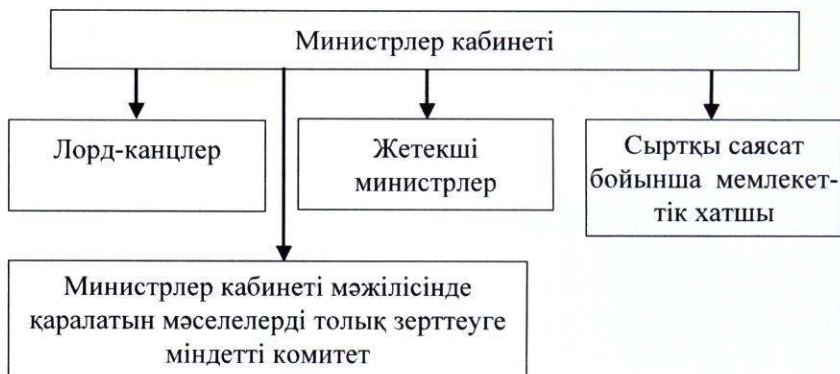 Министрлер кабинеті
Лорд-канцлер
Жетекші
министрлер
Сыртқы саясат
бойынша мемлекет-
тік хатшы
Министрлер кабинеті мәжілісінде
қаралатын мәселелерді толық зерттеуге
міндетті комитет